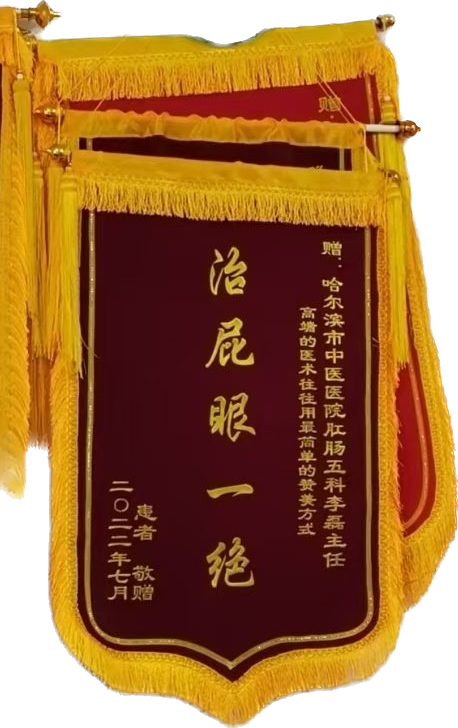 赠：
赠：哈尔滨市中医医院肛肠五科李磊主任
高端的医术往往用最简单的赞美方式
治屁眼一绝
患者 敬赠
二〇二二年七月